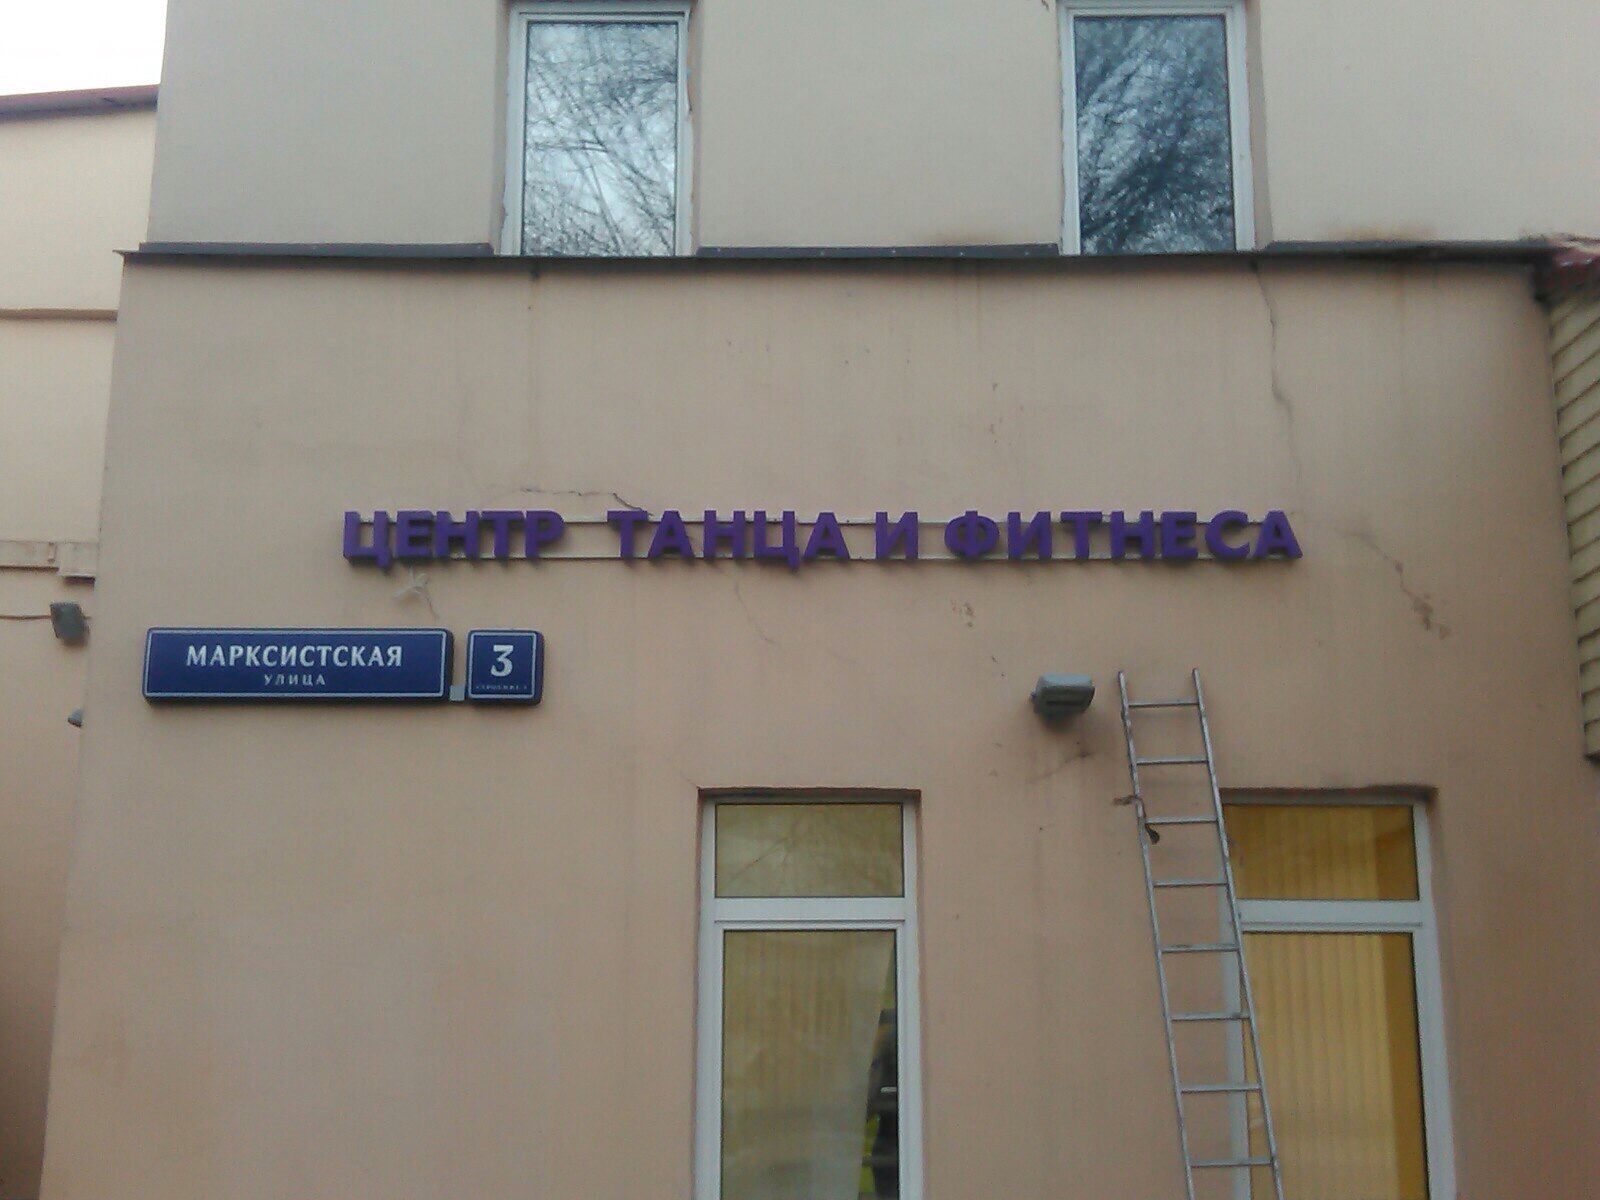 ЦЕНТР ТАНЦА И ФИТНЕСА
МАРКСИСТСКАЯ
УЛИЦА
3